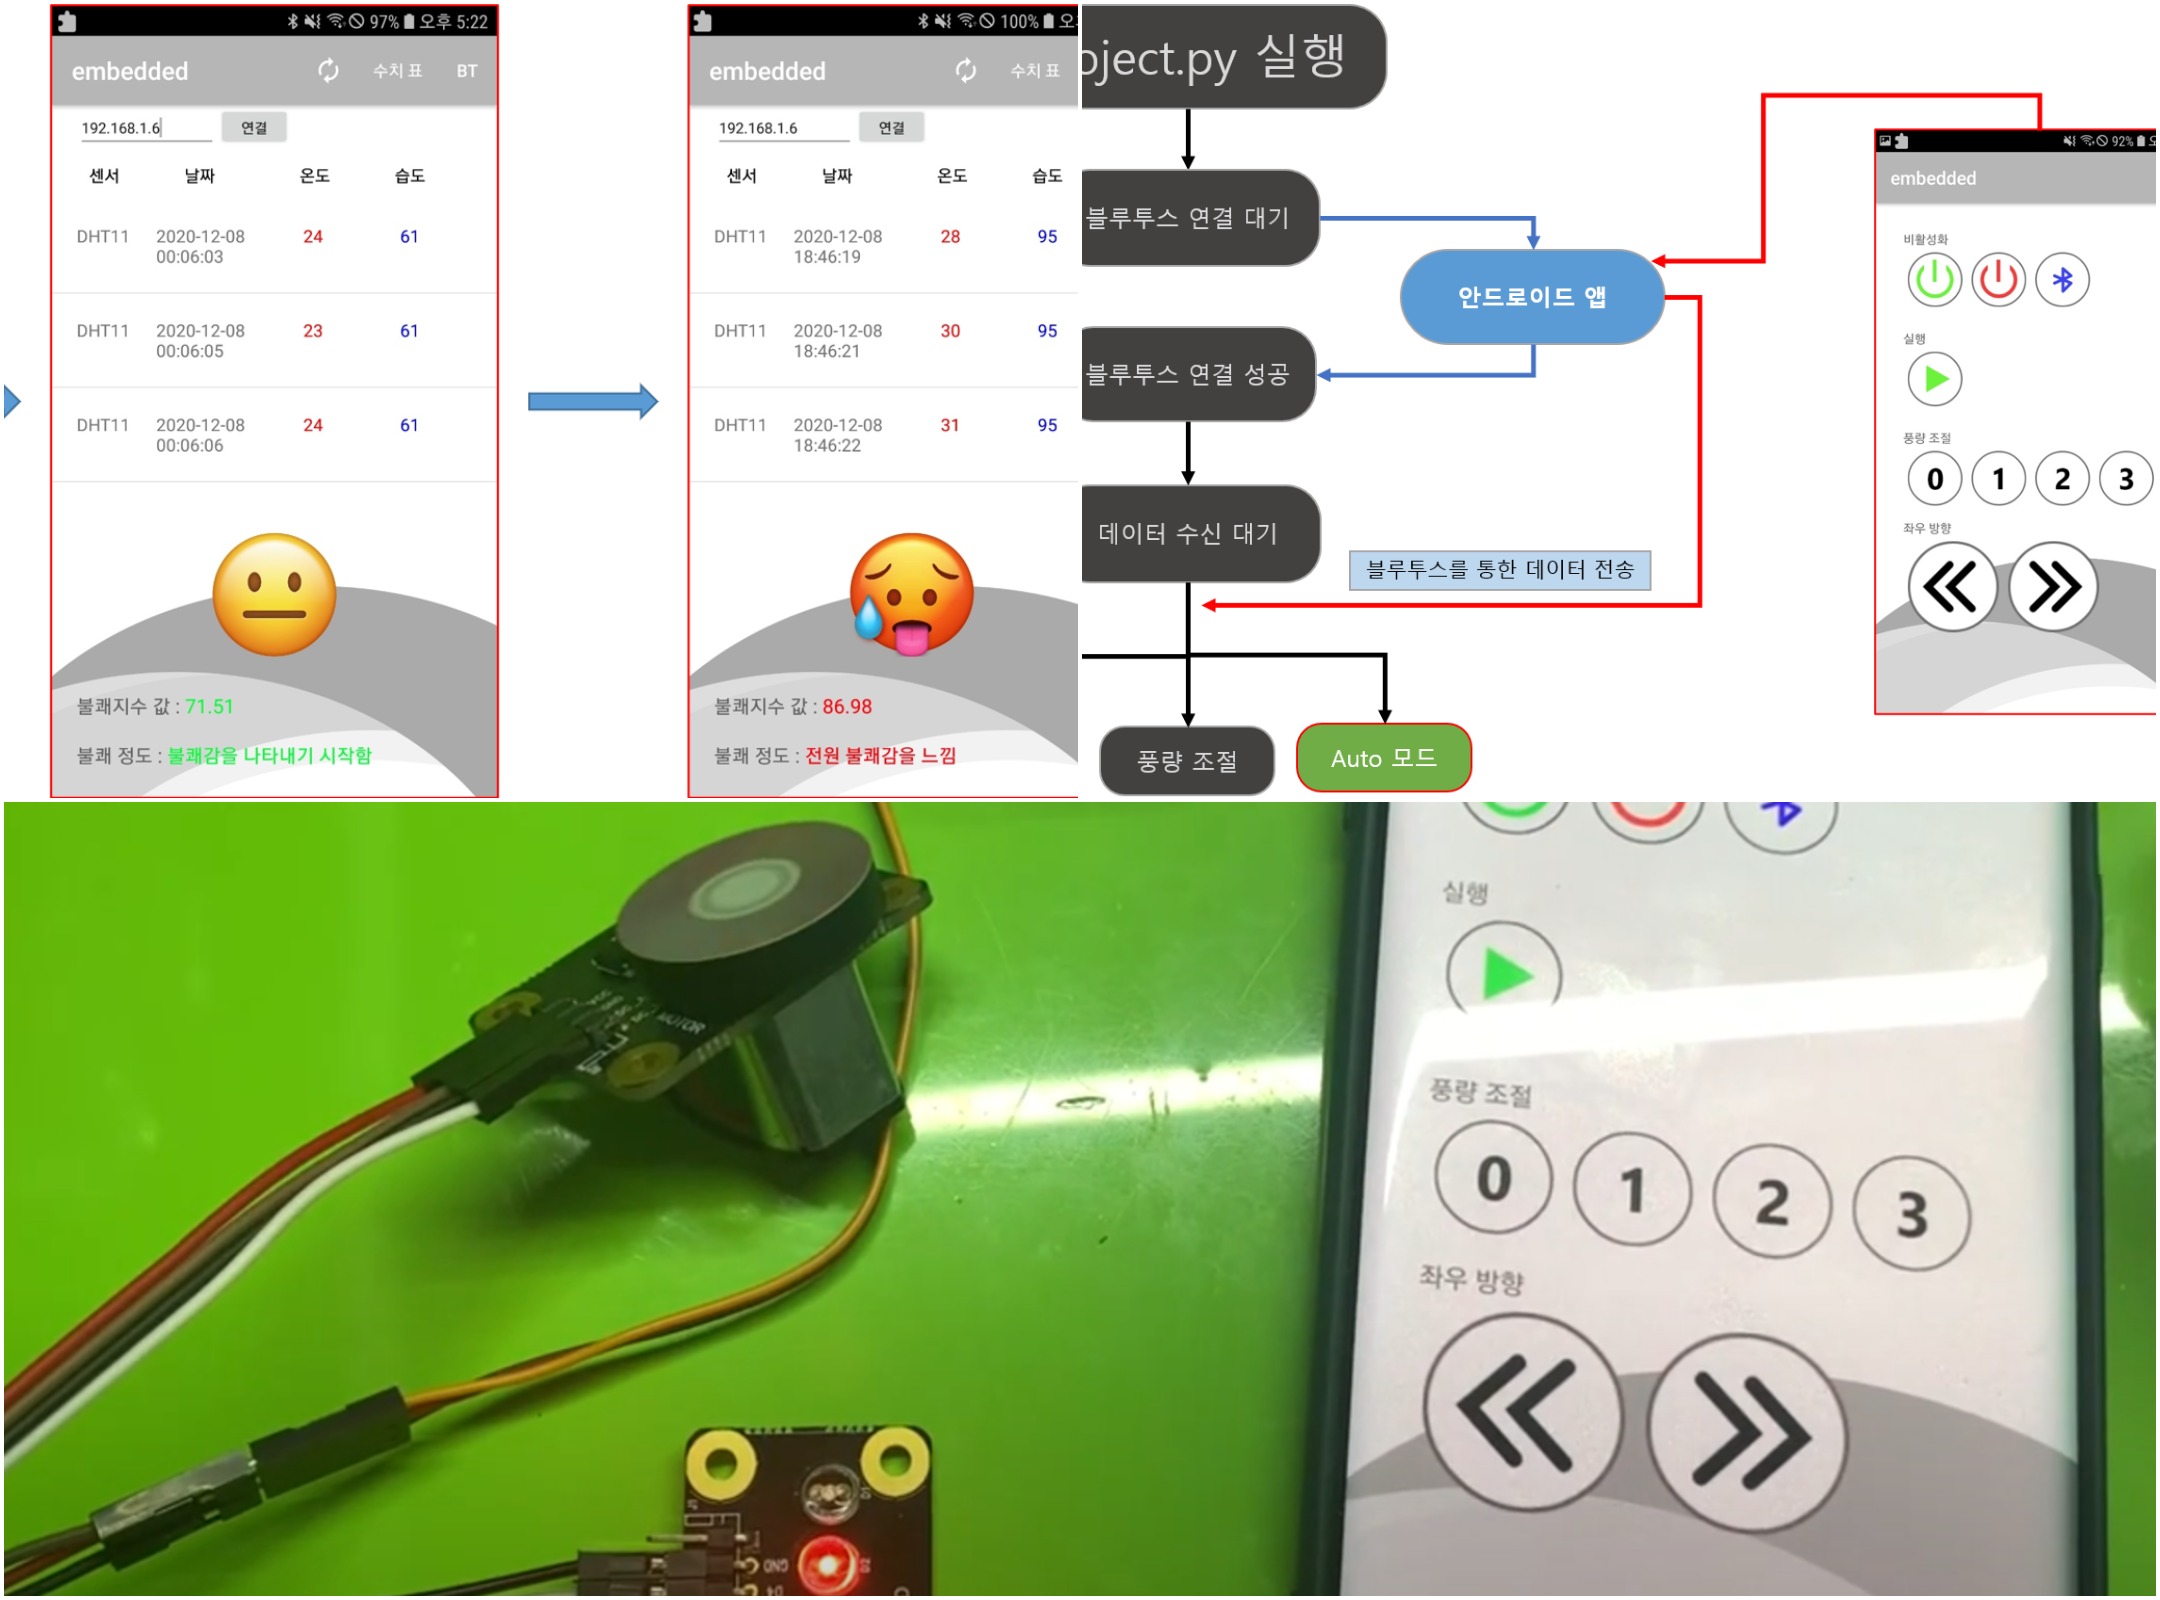 97% 오후 5:22
embedded 수치 표 BT
192.168.1.6 연결
센서 날짜 온도 습도
DHT11 2020-12-08 00:06:03 24 61
DHT11 2020-12-08 00:06:05 23 61
DHT11 2020-12-08 00:06:06 24 61
불쾌지수 값 : 71.51
불쾌 정도 : 불쾌감을 나타내기 시작함
100%
embedded 수치 표
192.168.1.6 연결
센서 날짜 온도 습도
DHT11 2020-12-08 18:46:19 28 95
DHT11 2020-12-08 18:46:21 30 95
DHT11 2020-12-08 18:46:22 31 95
불쾌지수 값 : 86.98
불쾌 정도 : 전원 불쾌감을 느낌
oject.py 실행
블루투스 연결 대기
안드로이드 앱
블루투스 연결 성공
데이터 수신 대기
블루투스를 통한 데이터 전송
풍량 조절
Auto 모드
92%
embedded
비활성화
실행
풍량 조절
0 1 2 3
좌우 방향
MOTOR
GND
D1
D2
실행
풍량 조절
0 1 2 3
좌우 방향